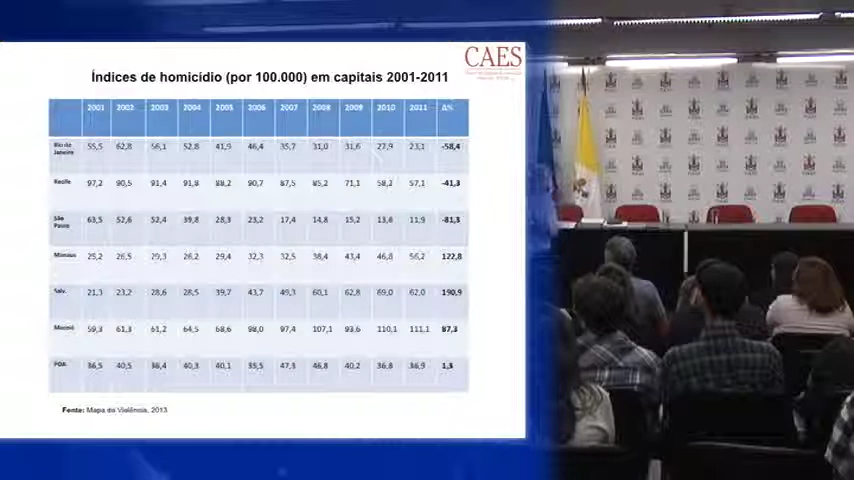 CAES
Índices de homicídio (por 100.000) em capitais 2001-2011
2001 2002 2003 2004 2005 2006 2007 2008 2009 2010 2011 Δ%
Rio de Janeiro 55,5 62,8 56,1 52,8 41,9 46,4 35,7 31,0 31,6 27,9 23,1 -58,4
Recife 97,2 90,5 91,4 91,8 88,2 90,7 87,5 85,2 71,1 58,2 57,1 -41,3
São Paulo 63,5 52,6 52,4 39,8 28,3 23,2 17,4 14,8 15,2 13,6 11,9 -81,3
Manaus 25,2 26,5 29,3 26,2 29,4 32,3 32,5 38,4 43,4 46,8 56,2 122,8
Salv. 21,3 23,2 28,6 28,5 39,7 43,7 49,3 60,1 62,8 69,0 62,0 190,9
Maceió 59,3 61,3 61,2 64,5 68,6 98,0 97,4 107,1 93,6 110,1 111,1 87,3
POA 36,5 40,5 38,4 40,3 40,1 35,5 47,3 46,8 40,2 36,8 36,9 1,3
Fonte: Mapa da Violência, 2013